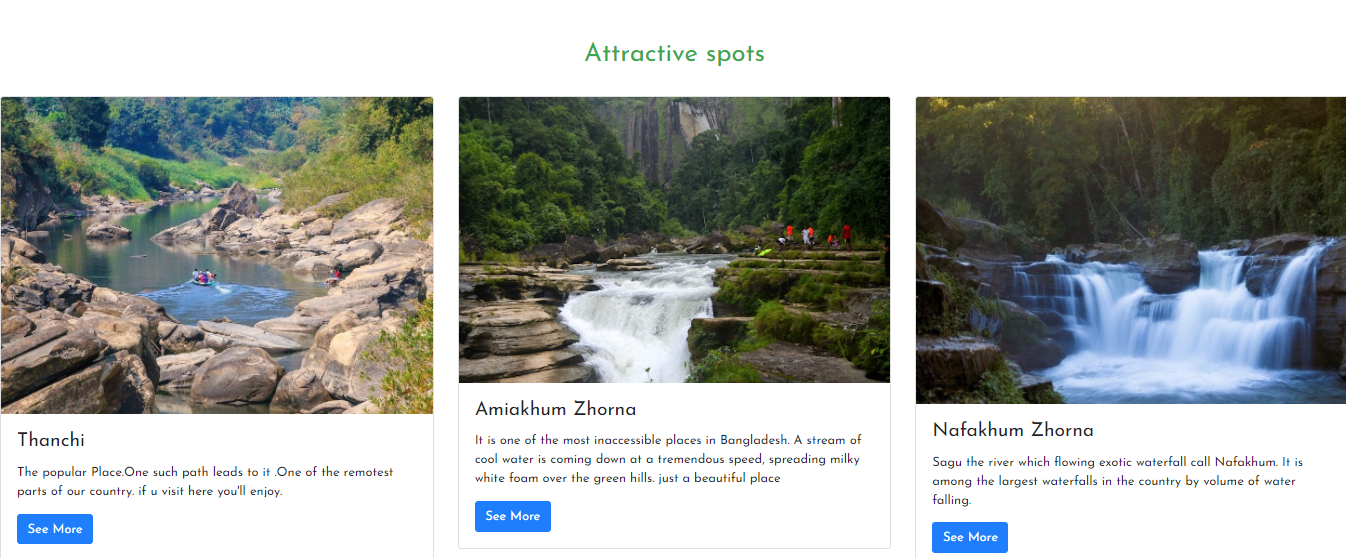 Attractive spots
Thanchi
The popular Place.One such path leads to it .One of the remotest
parts of our country. if u visit here you'll enjoy.
See More
Amiakhum Zhorna
It is one of the most inaccessible places in Bangladesh. A stream of
cool water is coming down at a tremendous speed, spreading milky
white foam over the green hills. just a beautiful place
See More
Nafakhum Zhorna
Sagu the river which flowing exotic waterfall call Nafakhum. It is
among the largest waterfalls in the country by volume of water
falling.
See More